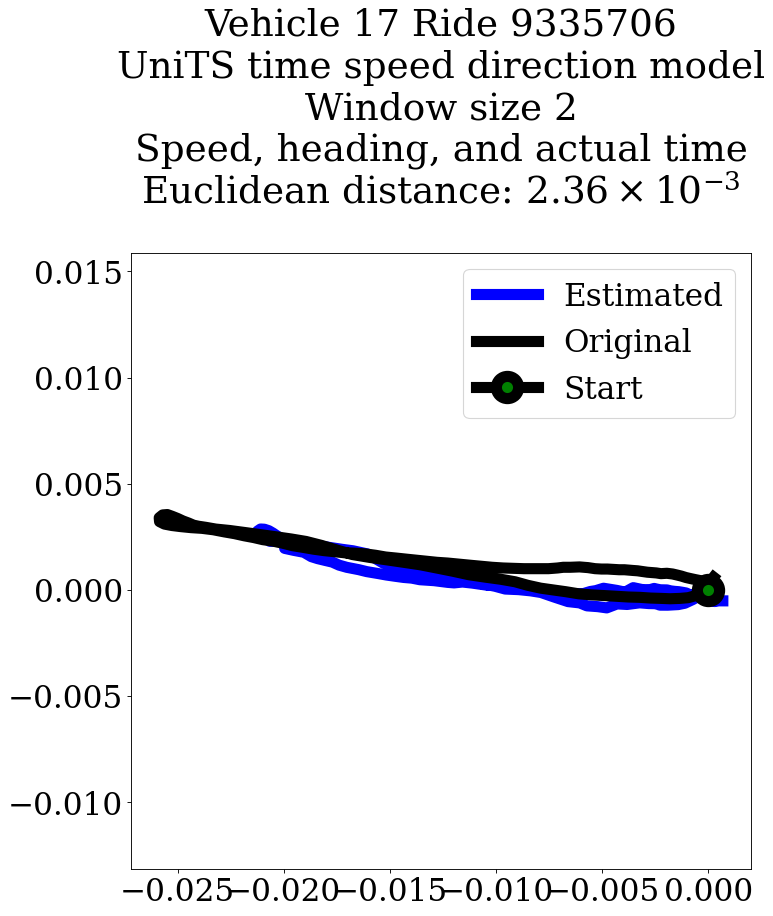 Vehicle 17 Ride 9335706
UniTS time speed direction model
Window size 2
Speed, heading, and actual time
Euclidean distance: 2.36 × 10⁻³
Estimated
Original
Start
0.015
0.010
0.005
0.000
−0.005
−0.010
−0.025 −0.020 −0.015 −0.010 −0.005 0.000